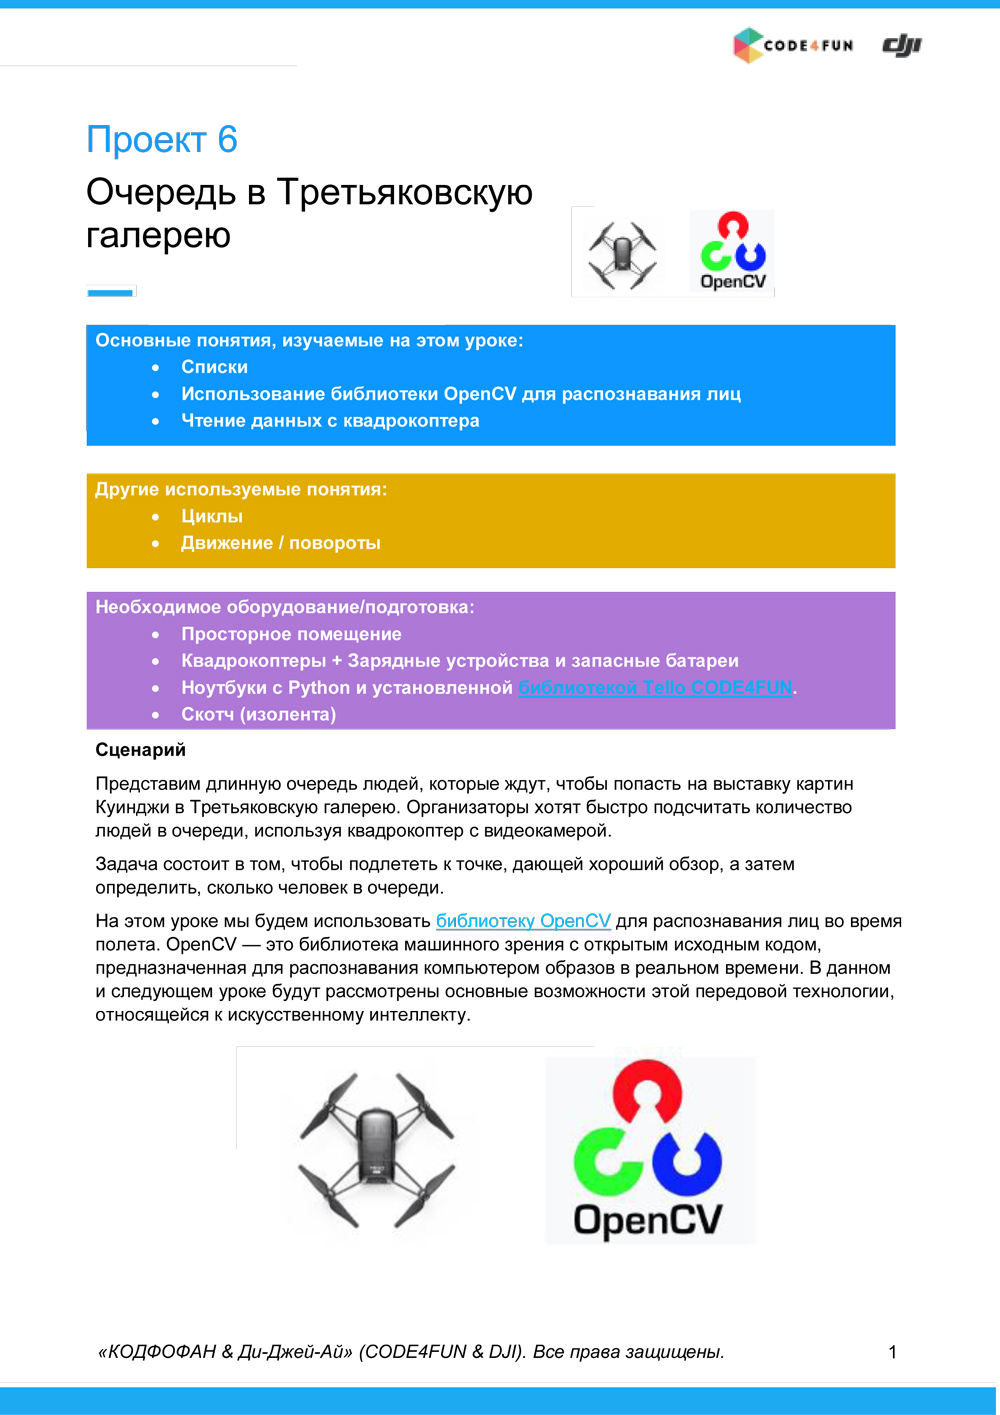 CODE4FUN dji
Проект 6
Очередь в Третьяковскую
галерею
OpenCV
Основные понятия, изучаемые на этом уроке:
• Списки
• Использование библиотеки OpenCV для распознавания лиц
• Чтение данных с квадрокоптера
Другие используемые понятия:
• Циклы
• Движение / повороты
Необходимое оборудование/подготовка:
• Просторное помещение
• Квадрокоптеры + Зарядные устройства и запасные батареи
• Ноутбуки с Python и установленной библиотекой Tello CODE4FUN.
• Скотч (изолента)
Сценарий
Представим длинную очередь людей, которые ждут, чтобы попасть на выставку картин
Куинджи в Третьяковскую галерею. Организаторы хотят быстро подсчитать количество
людей в очереди, используя квадрокоптер с видеокамерой.
Задача состоит в том, чтобы подлететь к точке, дающей хороший обзор, а затем
определить, сколько человек в очереди.
На этом уроке мы будем использовать библиотеку OpenCV для распознавания лиц во время
полета. OpenCV — это библиотека машинного зрения с открытым исходным кодом,
предназначенная для распознавания компьютером образов в реальном времени. В данном
и следующем уроке будут рассмотрены основные возможности этой передовой технологии,
относящейся к искусственному интеллекту.
OpenCV
«КОДФОФАН & Ди-Джей-Ай» (CODE4FUN & DJI). Все права защищены. 1